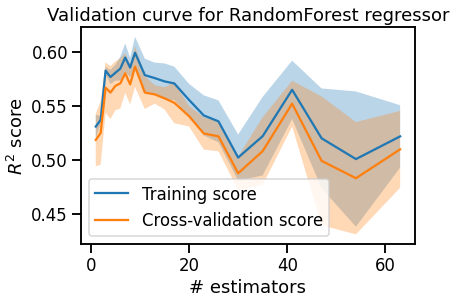 Validation curve for RandomForest regressor
0.60
0.55
0.50
0.45
R² score
Training score
Cross-validation score
0 20 40 60
# estimators